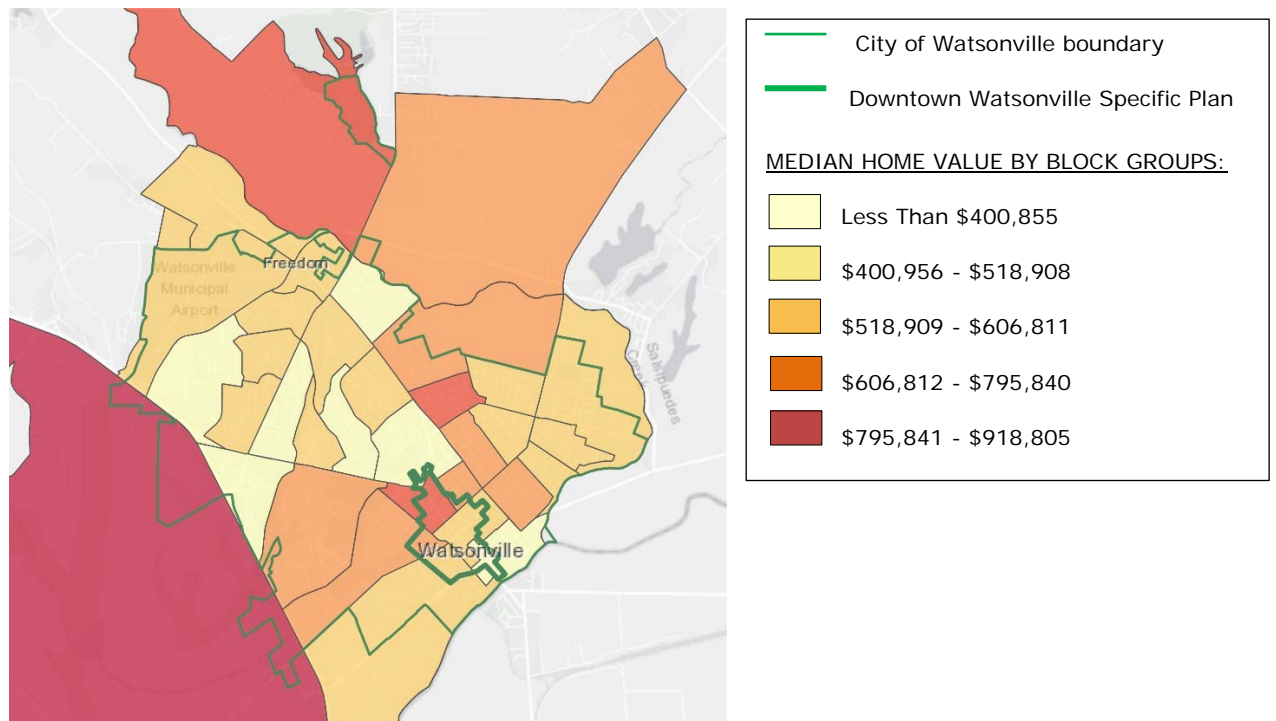 Freedom
Watsonville
Municipal
Airport
Salsipuedes
Creek
Watsonville
City of Watsonville boundary
Downtown Watsonville Specific Plan
MEDIAN HOME VALUE BY BLOCK GROUPS:
Less Than $400,855
$400,956 - $518,908
$518,909 - $606,811
$606,812 - $795,840
$795,841 - $918,805